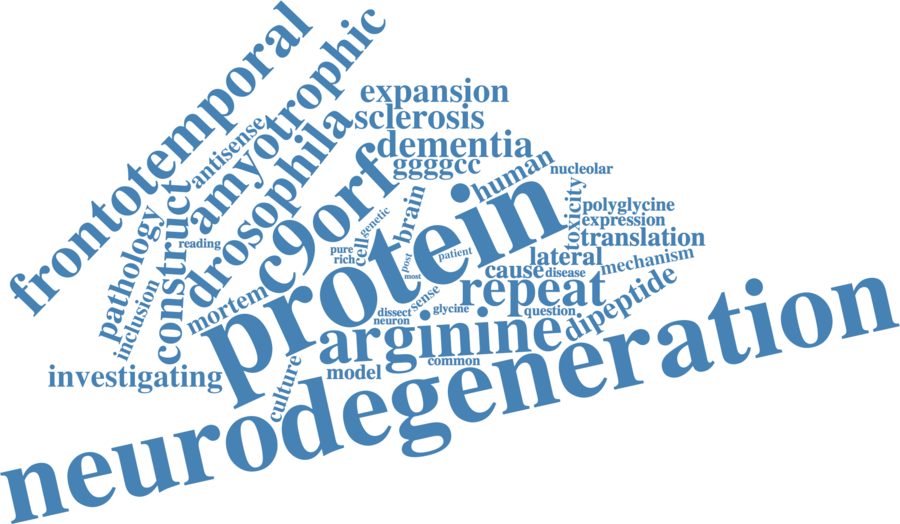 frontotemporal
amyotrophic
antisense
drosophila
expansion
sclerosis
dementia
ggggcc
c9orf
human
nucleolar
construct
pathology
inclusion
reading
mortem
protein
brain
genetic
cell
pure
rich
post
most
patient
toxicity
polyglycine
expression
translation
lateral
cause
disease
mechanism
repeat
sense
glycine
dissect
neuron
question
dipeptide
arginine
common
model
culture
investigating
neurodegeneration